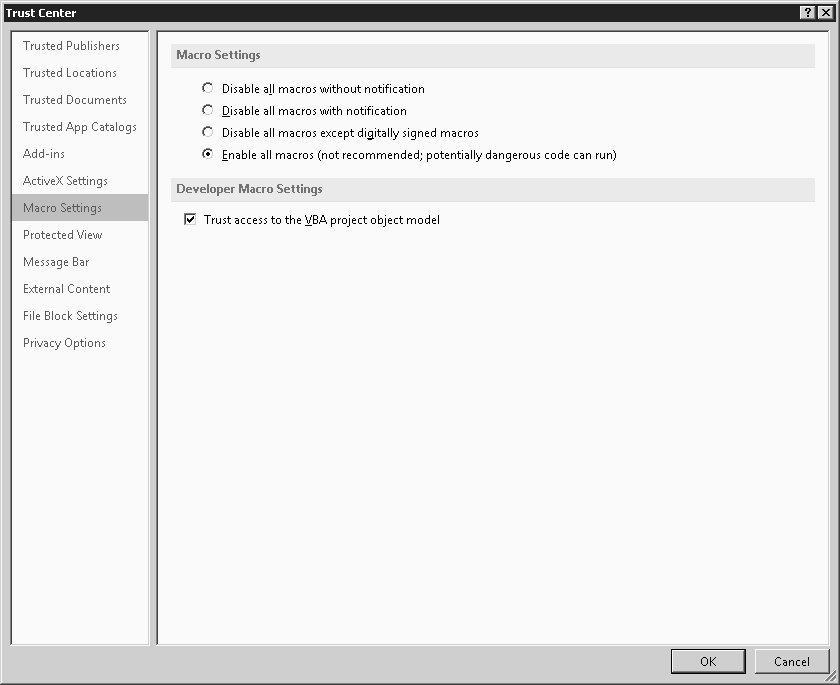 Trust Center
Trusted Publishers
Trusted Locations
Trusted Documents
Trusted App Catalogs
Add-ins
ActiveX Settings
Macro Settings
Protected View
Message Bar
External Content
File Block Settings
Privacy Options
Macro Settings
Disable all macros without notification
Disable all macros with notification
Disable all macros except digitally signed macros
Enable all macros (not recommended; potentially dangerous code can run)
Developer Macro Settings
Trust access to the VBA project object model
OK
Cancel